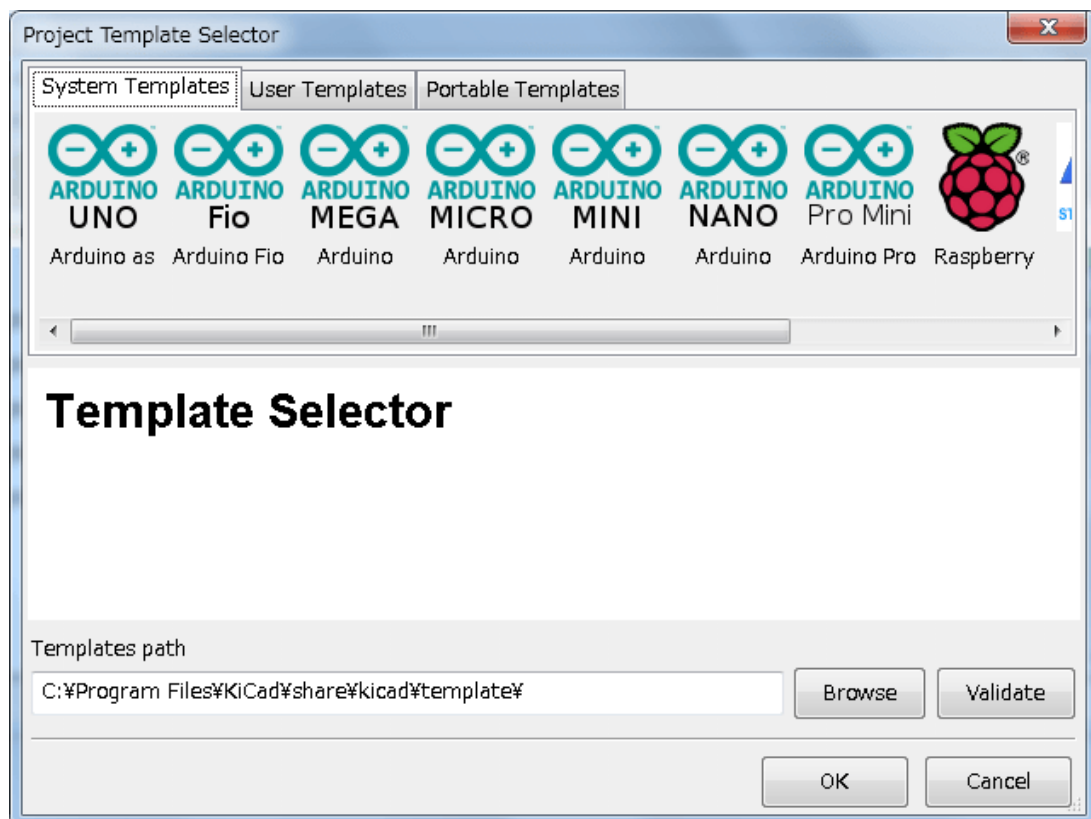 Project Template Selector
System Templates User Templates Portable Templates
ARDUINO ARDUINO ARDUINO ARDUINO ARDUINO ARDUINO ARDUINO
UNO Fio MEGA MICRO MINI NANO Pro Mini
Arduino as Arduino Fio Arduino Arduino Arduino Arduino Arduino Pro Raspberry
Template Selector
Templates path
C:¥Program Files¥KiCad¥share¥kicad¥template¥ Browse Validate
OK Cancel